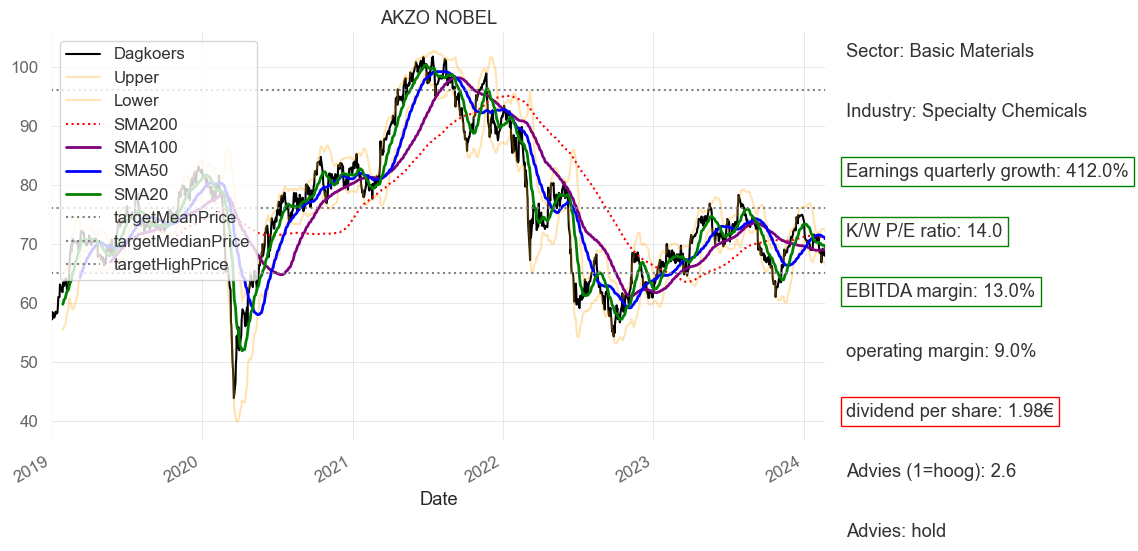 AKZO NOBEL
Dagkoers
Upper
Lower
SMA200
SMA100
SMA50
SMA20
targetMeanPrice
targetMedianPrice
targetHighPrice
100
90
80
70
60
50
40
2019
2020
2021
2022
2023
2024
Date
Sector: Basic Materials
Industry: Specialty Chemicals
Earnings quarterly growth: 412.0%
K/W P/E ratio: 14.0
EBITDA margin: 13.0%
operating margin: 9.0%
dividend per share: 1.98€
Advies (1=hoog): 2.6
Advies: hold